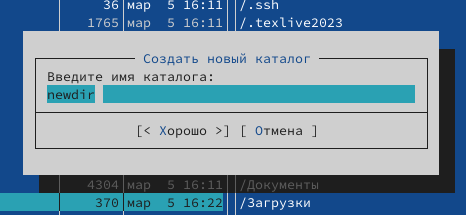 36 мар 5 16:11 /.ssh
1765 мар 5 16:11 /.texlive2023
Создать новый каталог
Введите имя каталога:
newdir
[< Хорошо >] [ Отмена ]
4304 мар 5 16:11 /Документы
370 мар 5 16:22 /Загрузки